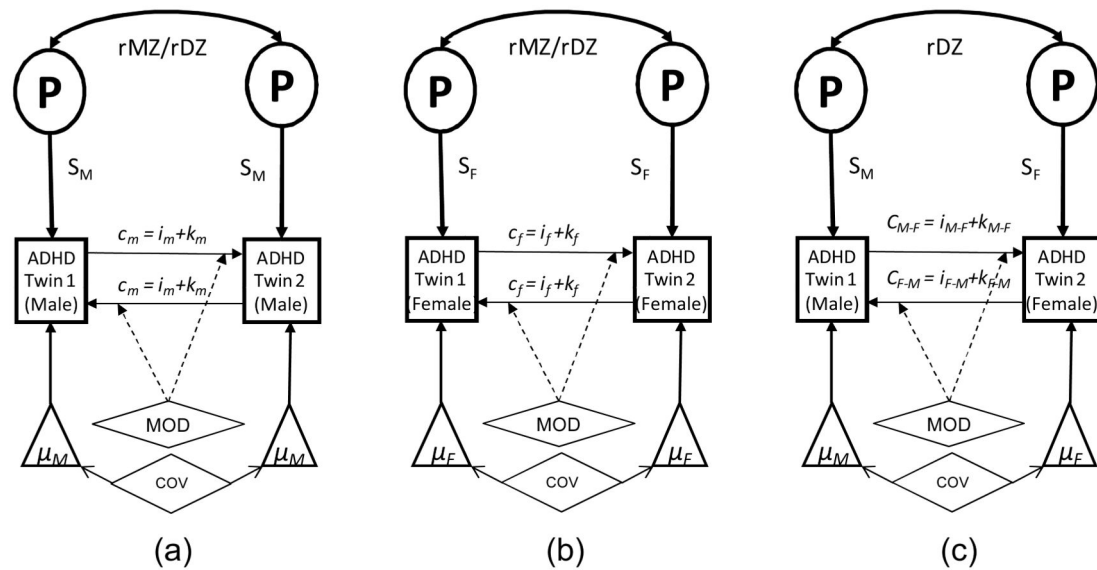 rMZ/rDZ
P P
S_M S_M
c_m = i_m+k_m
c_m = i_m+k_m
ADHD
Twin 1
(Male)
ADHD
Twin 2
(Male)
MOD
μ_M μ_M
COV
(a)
rMZ/rDZ
P P
S_F S_F
c_f = i_f+k_f
c_f = i_f+k_f
ADHD
Twin 1
(Female)
ADHD
Twin 2
(Female)
MOD
μ_F μ_F
COV
(b)
rDZ
P P
S_M S_F
C_M-F = i_M-F+k_M-F
C_F-M = i_F-M+k_F-M
ADHD
Twin 1
(Male)
ADHD
Twin 2
(Female)
MOD
μ_M μ_F
COV
(c)